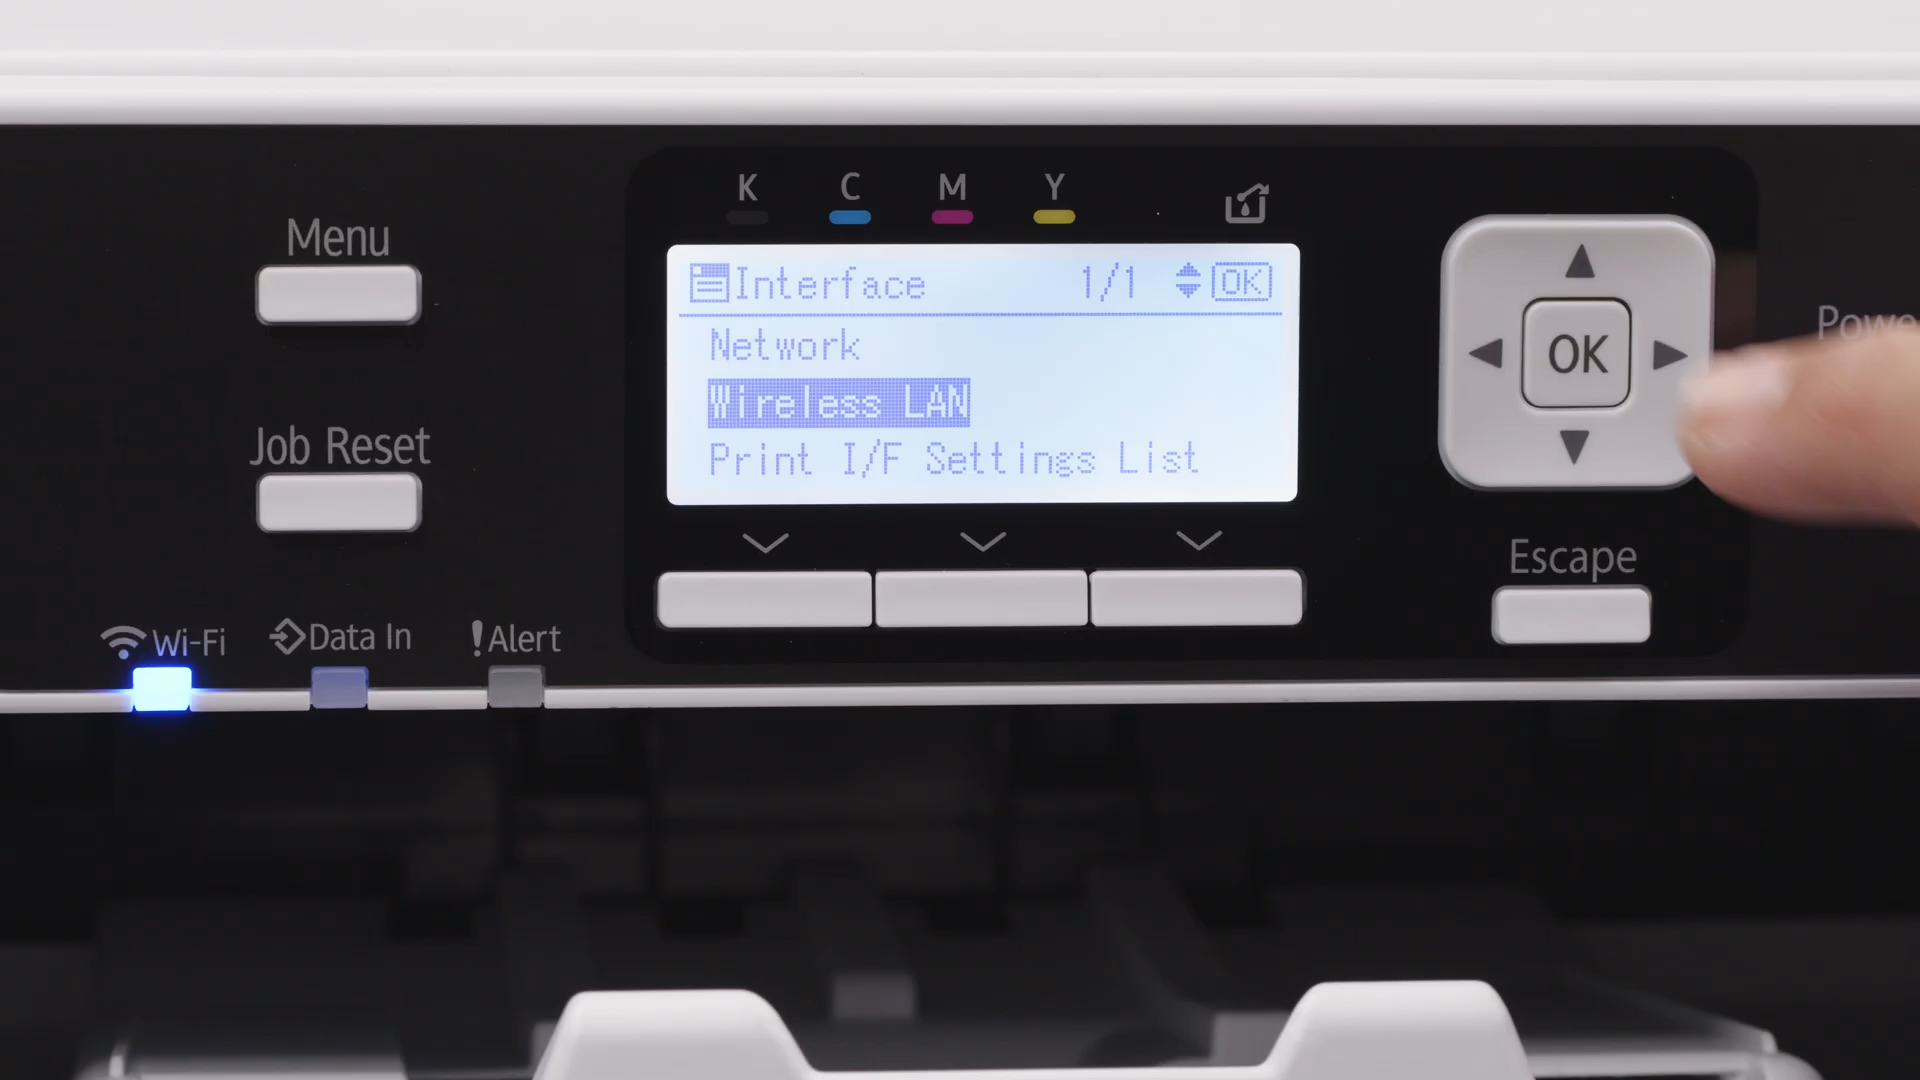 K C M Y
Menu
Interface 1/1 OK
Network
Wireless LAN
Print I/F Settings List
OK
Job Reset
Escape
Wi-Fi Data In !Alert